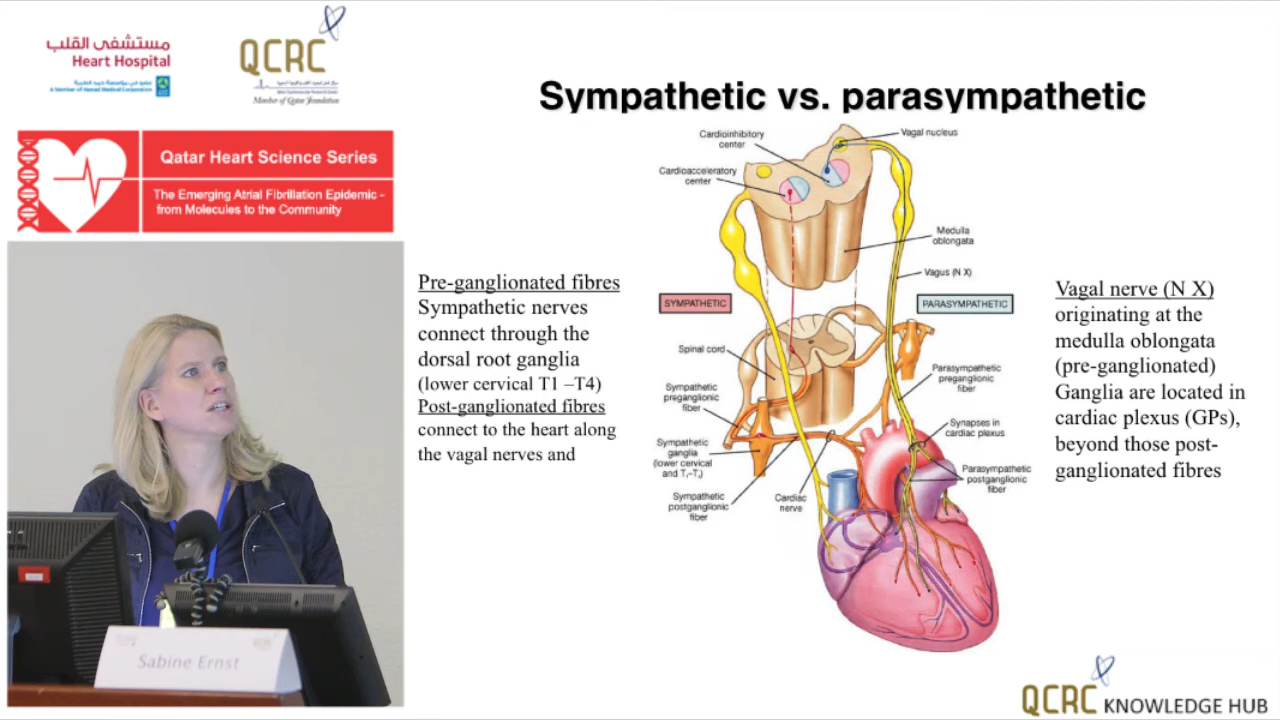 مستشفى القلب
Heart Hospital
A Member of Hamad Medical Corporation
QCRC
Member of Qatar Foundation
Sympathetic vs. parasympathetic
Qatar Heart Science Series
The Emerging Atrial Fibrillation Epidemic -
from Molecules to the Community
Pre-ganglionated fibres
Sympathetic nerves
connect through the
dorsal root ganglia
(lower cervical T1 –T4)
Post-ganglionated fibres
connect to the heart along
the vagal nerves and
Cardioinhibitory
center
Vagal nucleus
Cardioacceleratory
center
Medulla
oblongata
Vagus (N X)
SYMPATHETIC
PARASYMPATHETIC
Spinal cord
Sympathetic
preganglionic
fiber
Parasympathetic
preganglionic
fiber
Synapses in
cardiac plexus
Sympathetic
ganglia
(lower cervical
Parasympathetic
postganglionic
fiber
Sympathetic
postganglionic
fiber
Cardiac
nerve
Vagal nerve (N X)
originating at the
medulla oblongata
(pre-ganglionated)
Ganglia are located in
cardiac plexus (GPs),
beyond those post-
ganglionated fibres
Sabine Ernst
QCRC KNOWLEDGE HUB